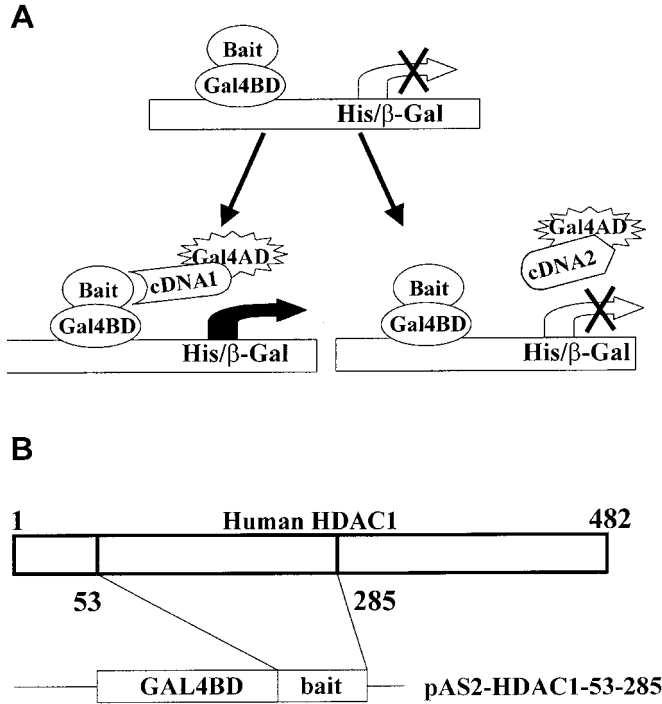 A
Bait
Gal4BD
His/β-Gal
Gal4AD
cDNA1
Bait
Gal4BD
His/β-Gal
Gal4AD
cDNA2
Bait
Gal4BD
His/β-Gal
B
1 Human HDAC1 482
53 285
GAL4BD bait pAS2-HDAC1-53-285